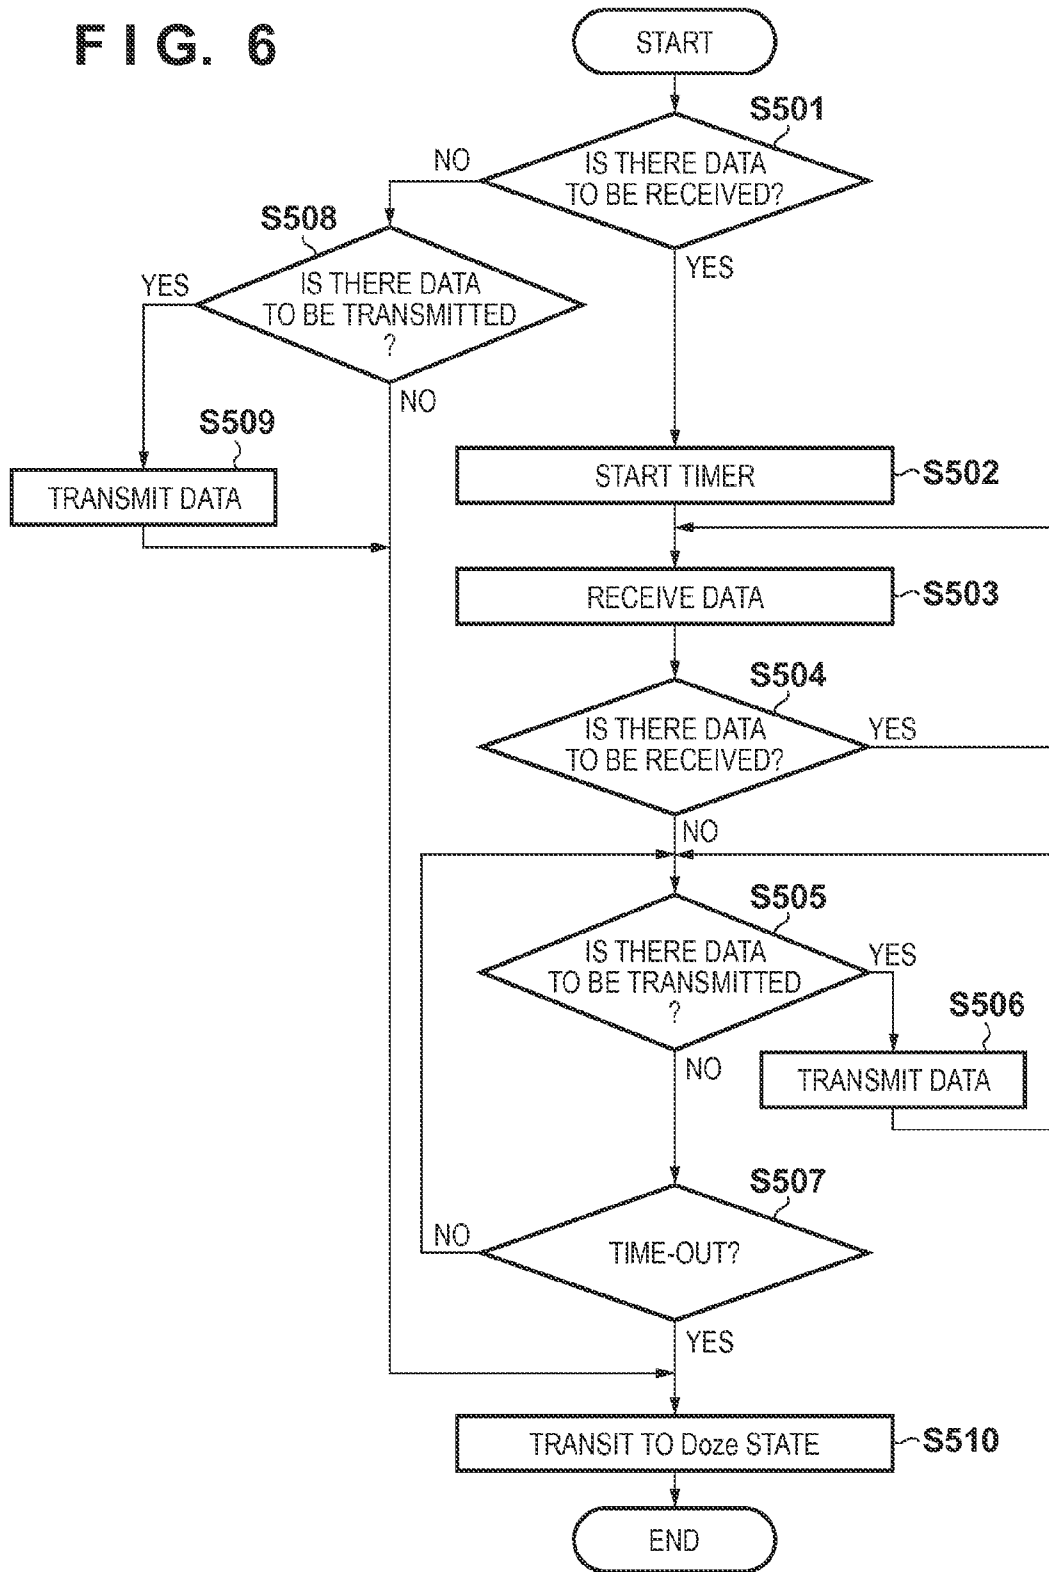 FIG. 6
START
S501
IS THERE DATA
TO BE RECEIVED?
NO
YES
S508
IS THERE DATA
TO BE TRANSMITTED
?
YES
NO
S509
TRANSMIT DATA
START TIMER
S502
RECEIVE DATA
S503
S504
IS THERE DATA
TO BE RECEIVED?
YES
NO
S505
IS THERE DATA
TO BE TRANSMITTED
?
YES
NO
S506
TRANSMIT DATA
S507
TIME-OUT?
NO
YES
TRANSIT TO Doze STATE
S510
END